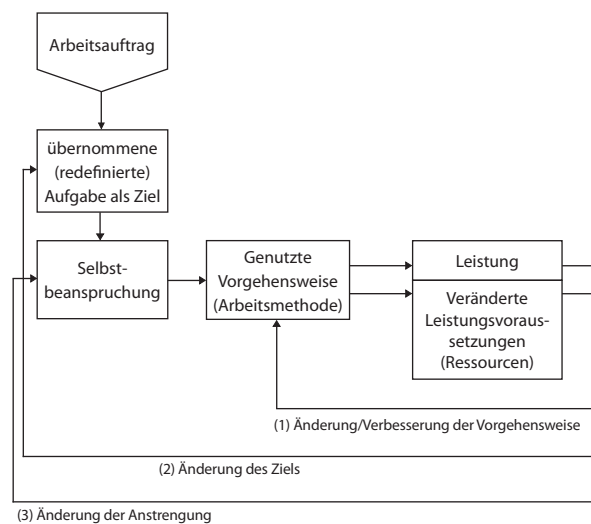 Arbeitsauftrag
übernommene
(redefinierte)
Aufgabe als Ziel
Selbst-
beanspruchung
Genutzte
Vorgehensweise
(Arbeitsmethode)
Leistung
Veränderte
Leistungsvoraus-
setzungen
(Ressourcen)
(1) Änderung/Verbesserung der Vorgehensweise
(2) Änderung des Ziels
(3) Änderung der Anstrengung